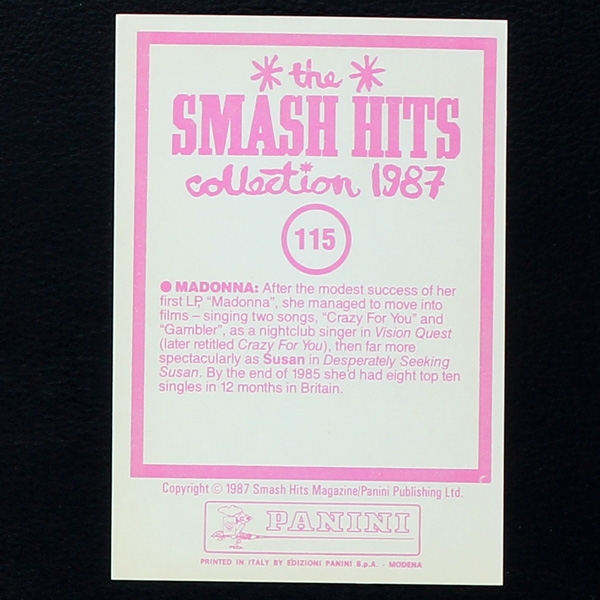 * the *
SMASH HITS
collection 1987
115
● MADONNA: After the modest success of her
first LP, "Madonna", she managed to move into
films – singing two songs, "Crazy For You" and
"Gambler", as a nightclub singer in Vision Quest
(later retitled Crazy For You), then far more
spectacularly as Susan in Desperately Seeking
Susan. By the end of 1985 she'd had eight top ten
singles in 12 months in Britain.
Copyright © 1987 Smash Hits Magazine/Panini Publishing Ltd.
PANINI
PRINTED IN ITALY BY EDIZIONI PANINI S.p.A. - MODENA